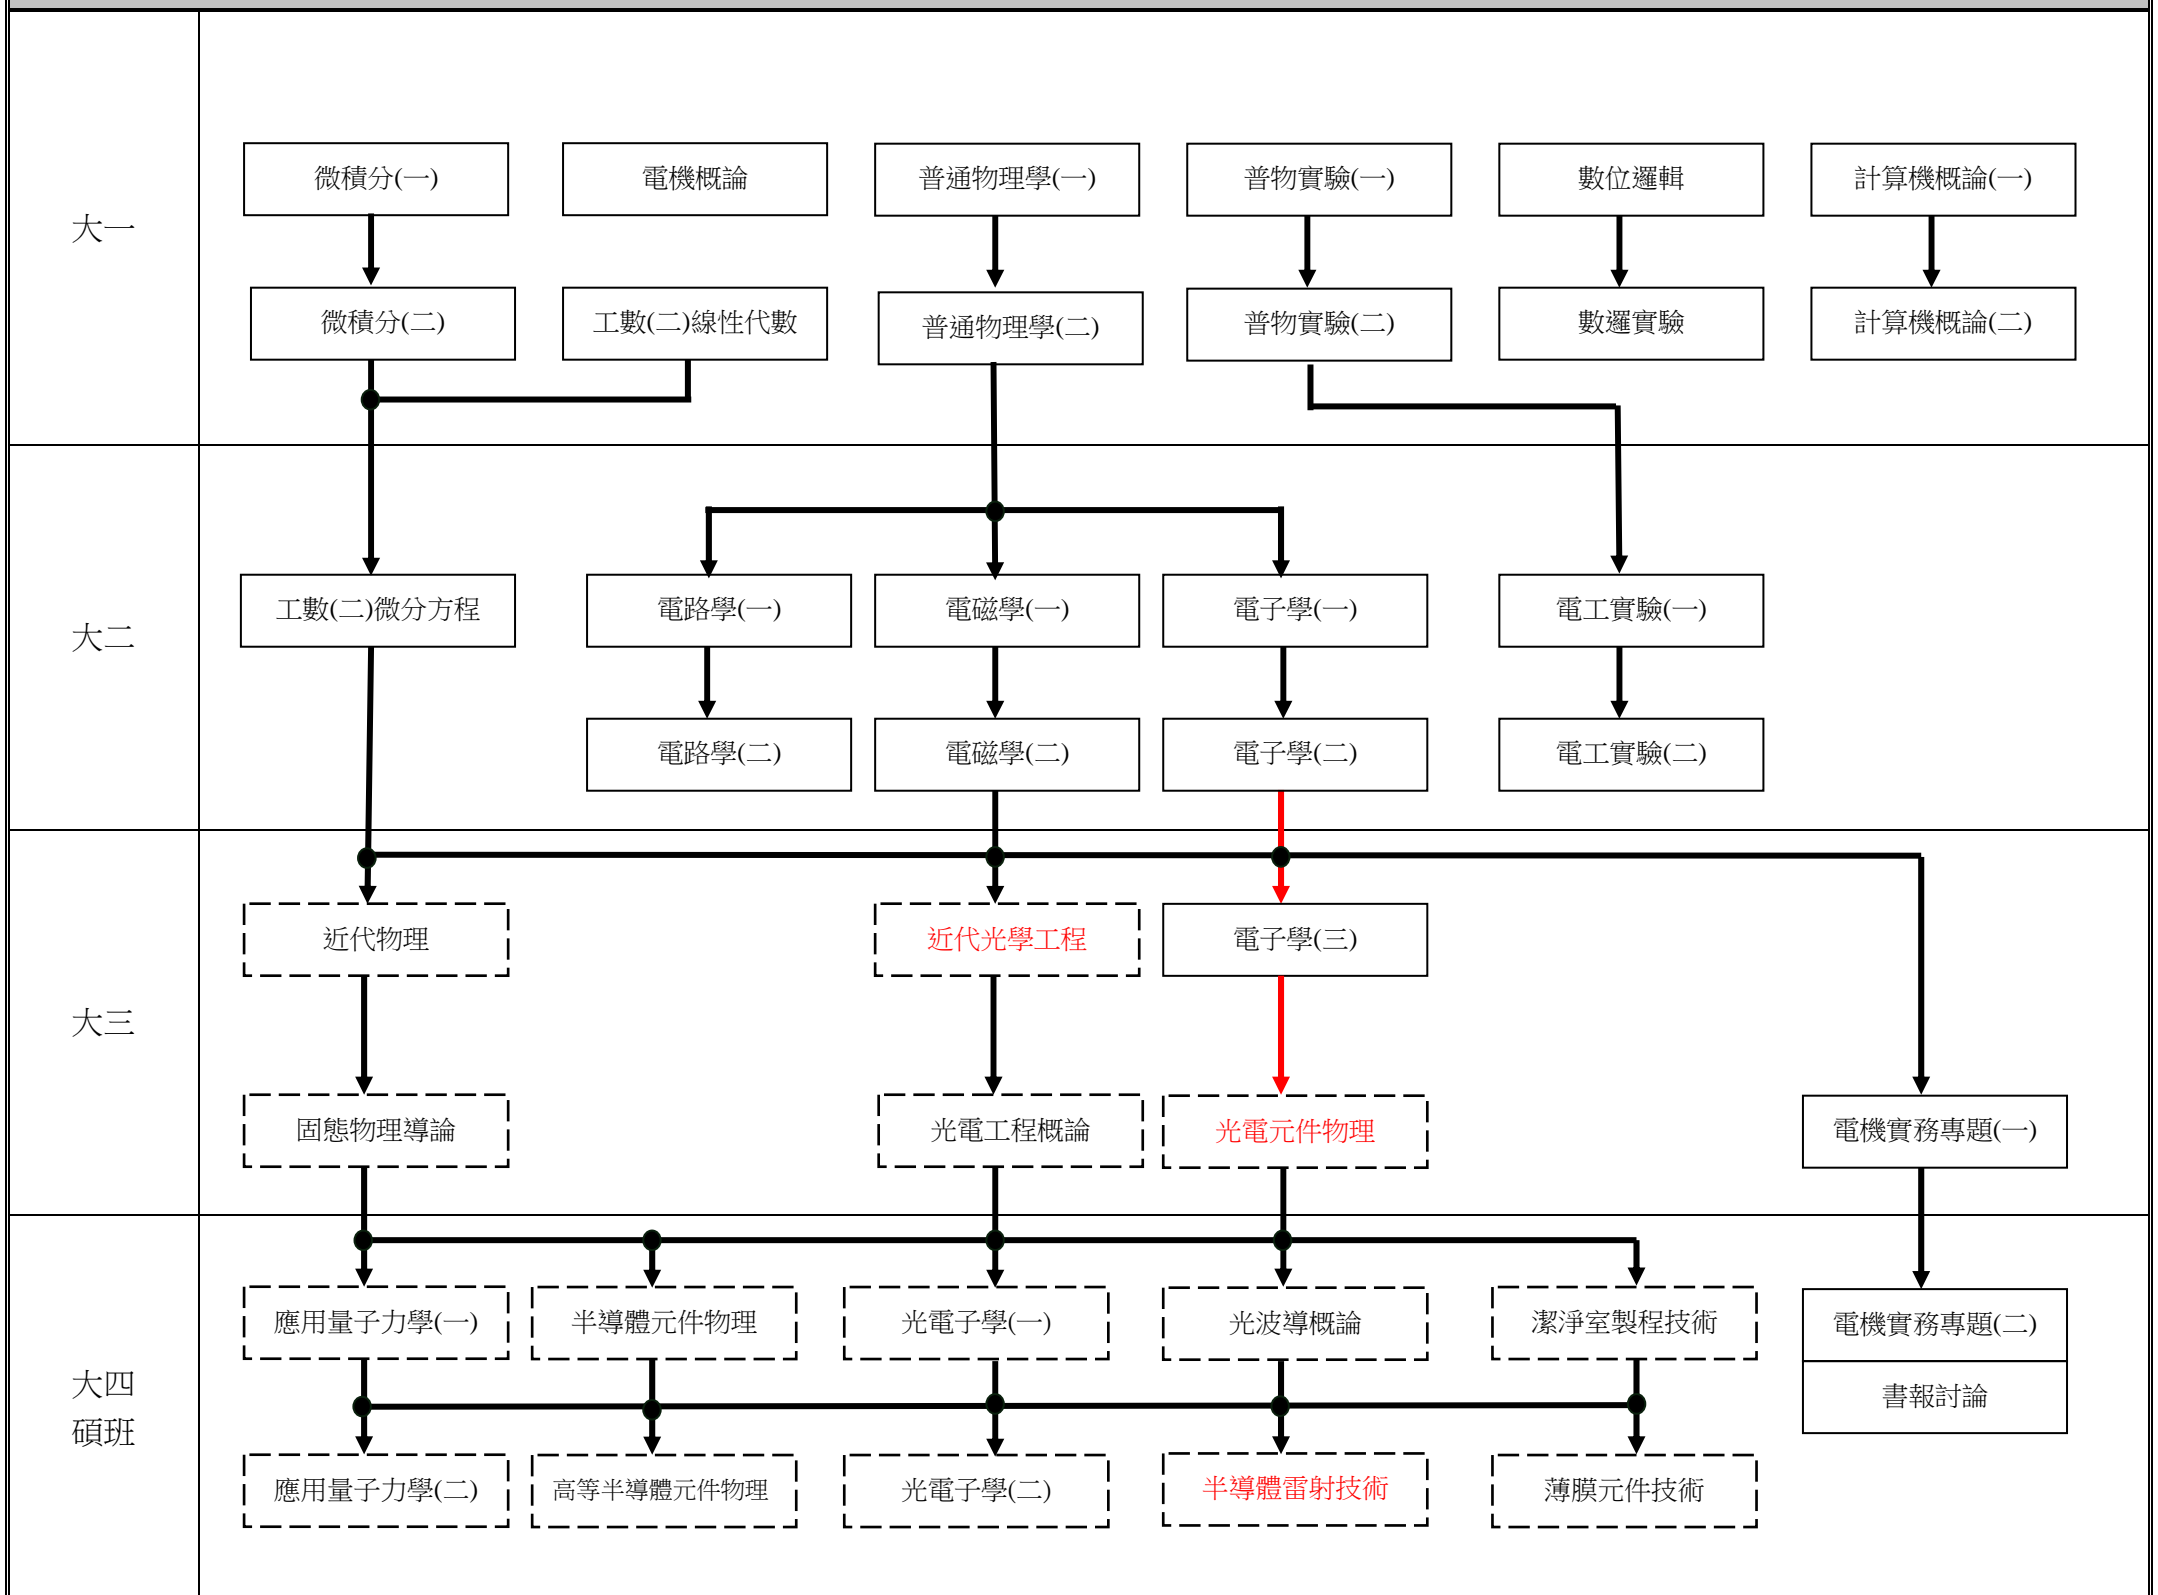 大一
微積分(一)
電機概論
普通物理學(一)
普物實驗(一)
數位邏輯
計算機概論(一)
微積分(二)
工數(二)線性代數
普通物理學(二)
普物實驗(二)
數邏實驗
計算機概論(二)
大二
工數(二)微分方程
電路學(一)
電磁學(一)
電子學(一)
電工實驗(一)
電路學(二)
電磁學(二)
電子學(二)
電工實驗(二)
大三
近代物理
近代光學工程
電子學(三)
固態物理導論
光電工程概論
光電元件物理
電機實務專題(一)
大四
碩班
應用量子力學(一)
半導體元件物理
光電子學(一)
光波導概論
潔淨室製程技術
電機實務專題(二)
書報討論
應用量子力學(二)
高等半導體元件物理
光電子學(二)
半導體雷射技術
薄膜元件技術